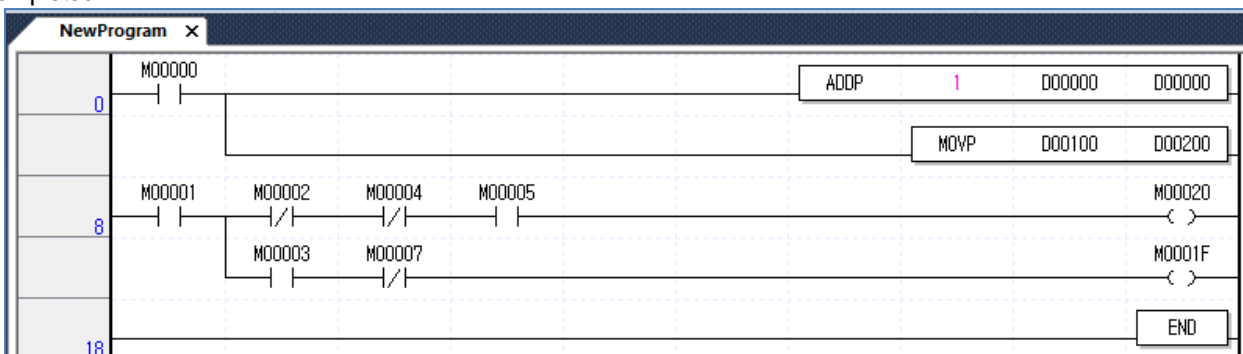 NewProgram X
M00000
0
ADDP 1 D00000 D00000
MOVP D00100 D00200
M00001 M00002 M00004 M00005 M00020
8
M00003 M00007 M0001F
END
18